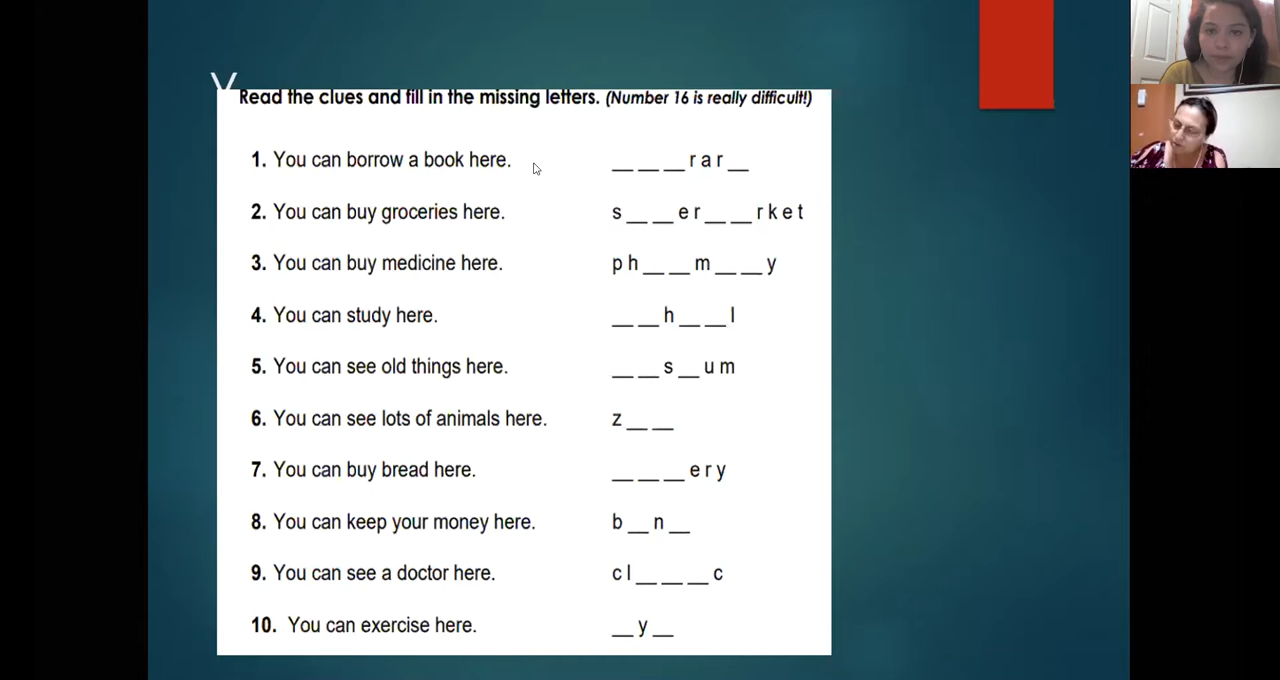 Read the clues and fill in the missing letters. (Number 16 is really difficult!)
1. You can borrow a book here. __ __ __ r a r __
2. You can buy groceries here. s __ __ e r __ __ r k e t
3. You can buy medicine here. p h __ __ m __ __ y
4. You can study here. __ __ h __ __ l
5. You can see old things here. __ __ s __ u m
6. You can see lots of animals here. z __ __
7. You can buy bread here. __ __ __ e r y
8. You can keep your money here. b __ n __
9. You can see a doctor here. c l __ __ __ c
10. You can exercise here. __ y __